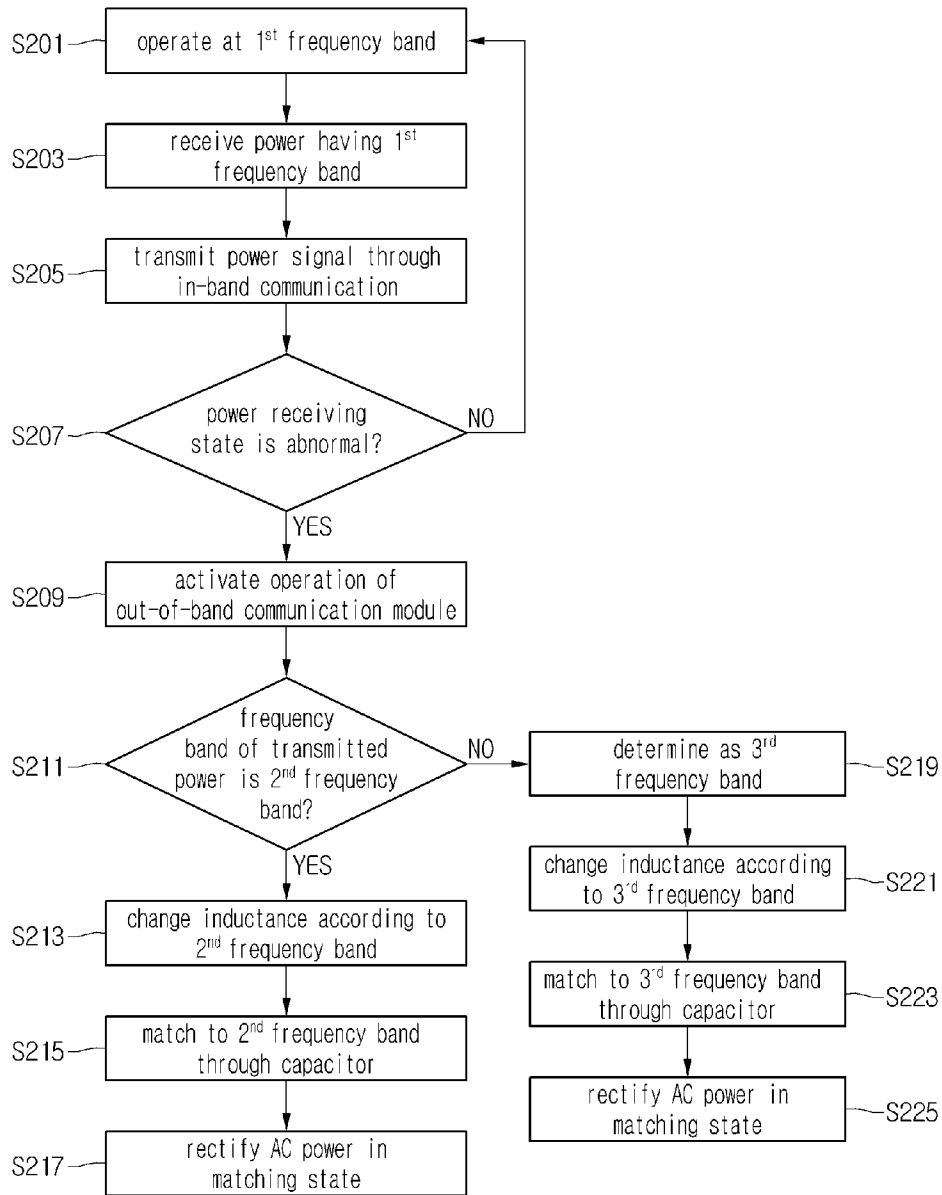 S201
operate at 1st frequency band
S203
receive power having 1st
frequency band
S205
transmit power signal through
in-band communication
S207
power receiving
state is abnormal?
NO
YES
S209
activate operation of
out-of-band communication module
S211
frequency
band of transmitted
power is 2nd frequency
band?
NO
YES
determine as 3rd
frequency band
S219
change inductance according
to 3rd frequency band
S221
S213
change inductance according to
2nd frequency band
match to 3rd frequency band
through capacitor
S223
S215
match to 2nd frequency band
through capacitor
rectify AC power in
matching state
S225
S217
rectify AC power in
matching state